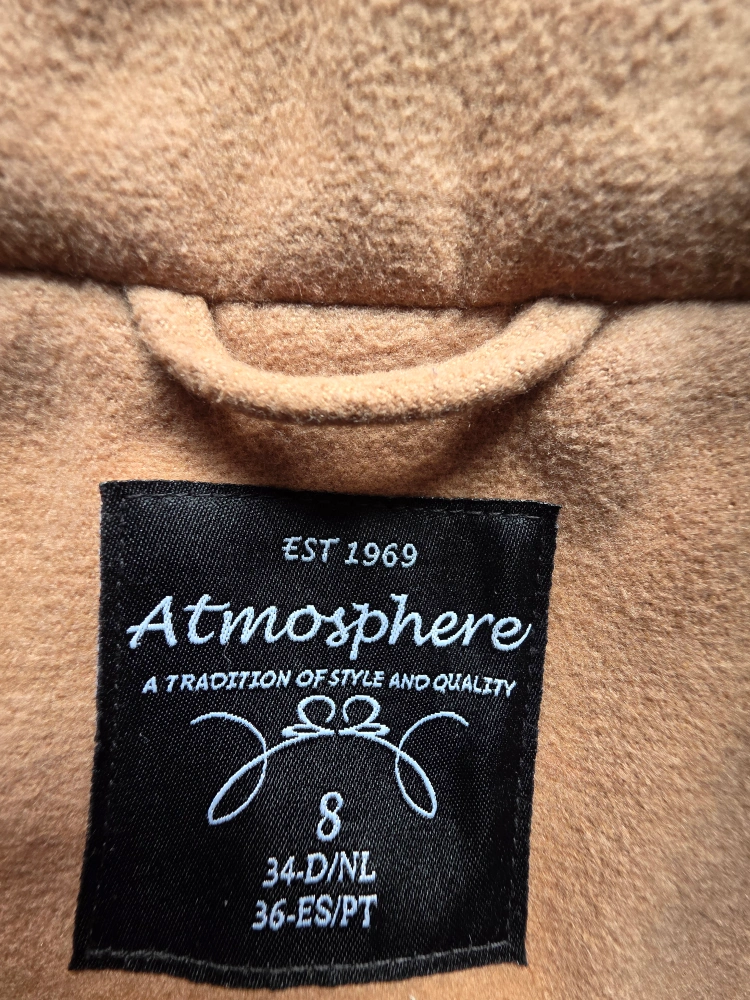 EST 1969
Atmosphere
A TRADITION OF STYLE AND QUALITY
8
34-D/NL
36-ES/PT